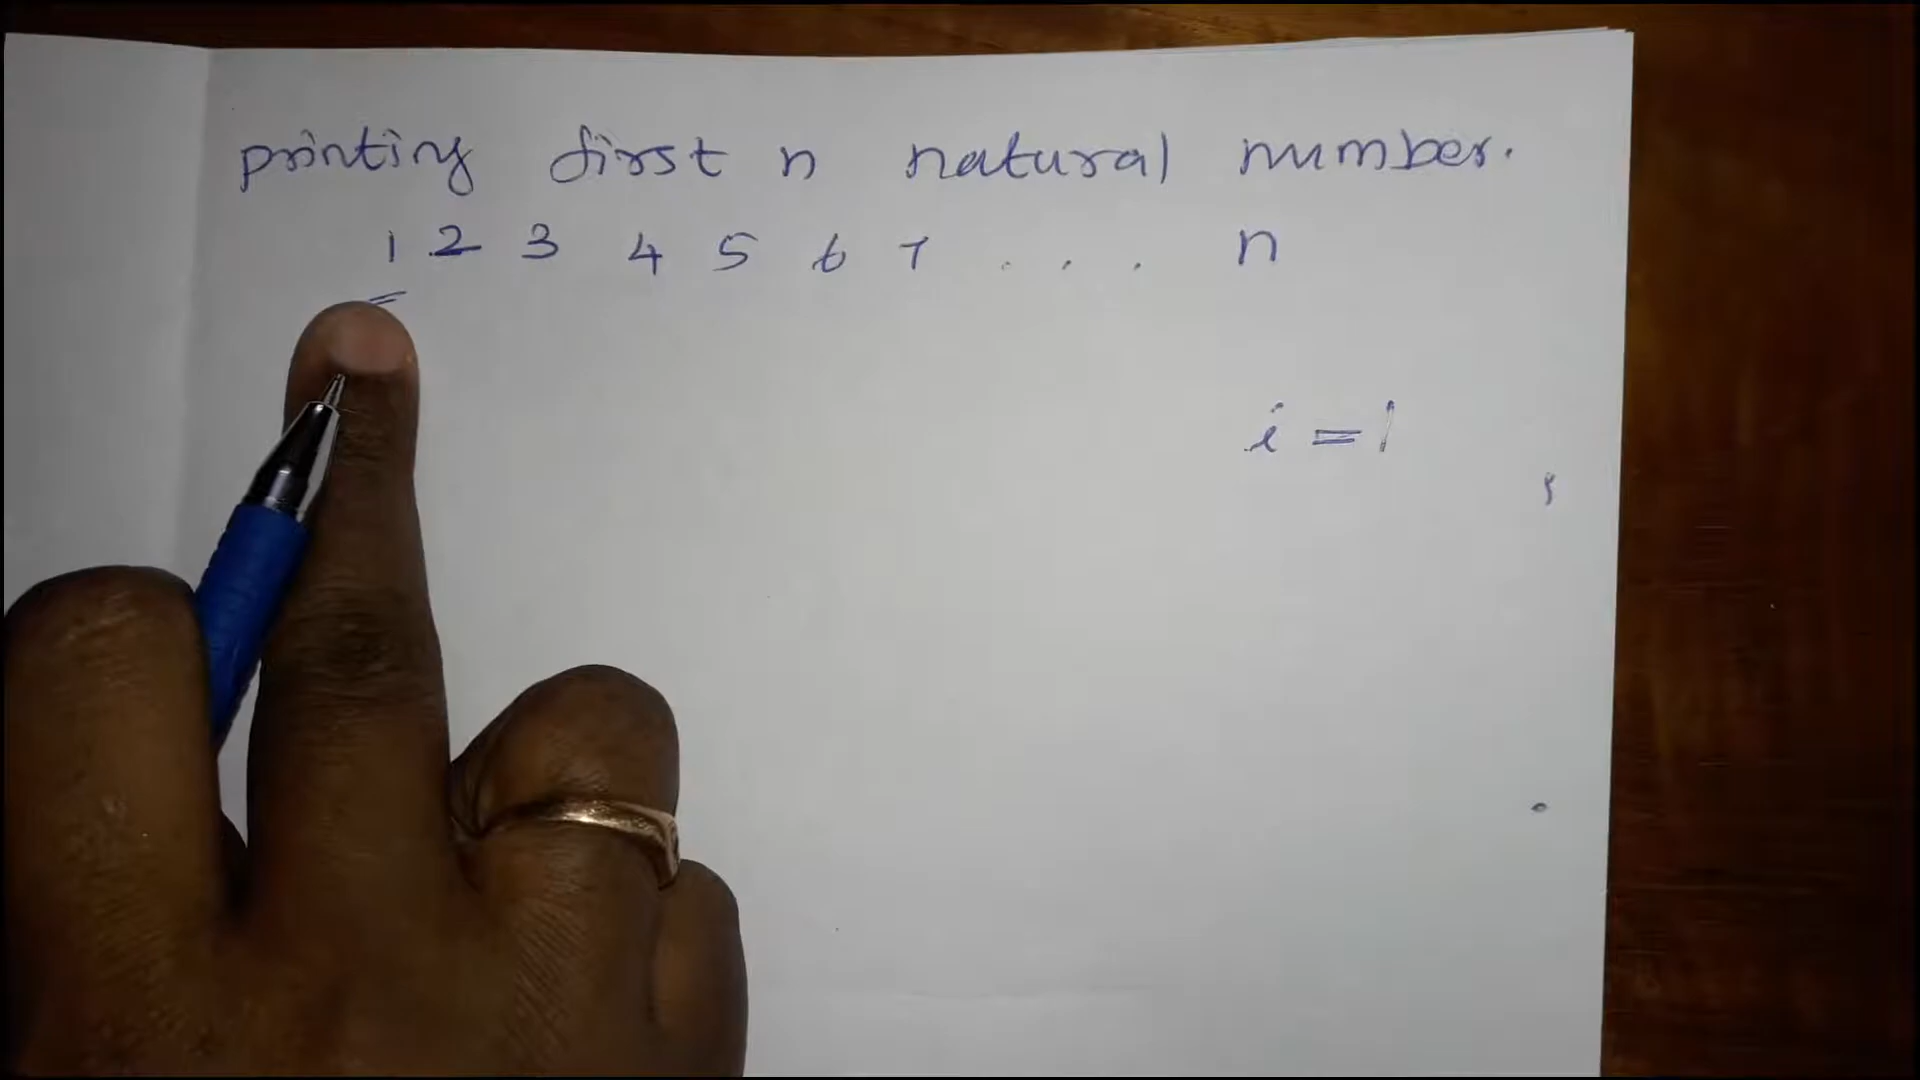 printing first n natural number.
1 2 3 4 5 6 7 . . . n
i = 1